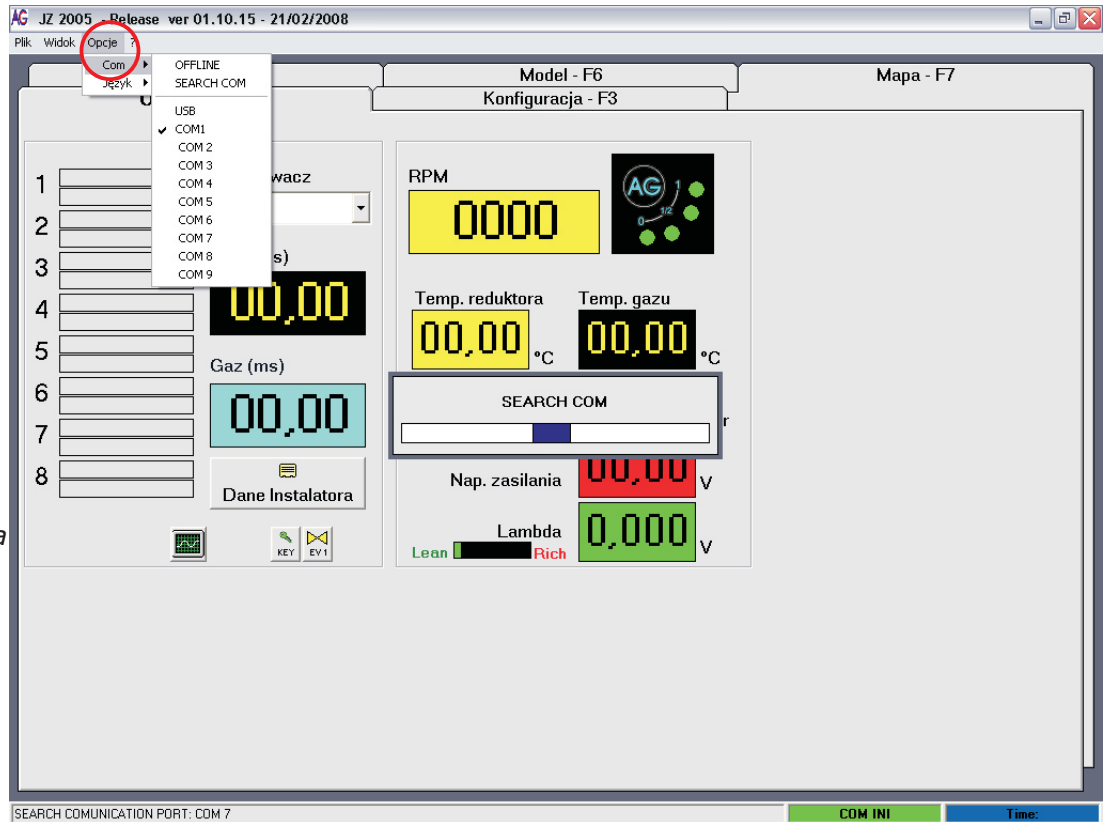 AG JZ 2005 - Release ver 01.10.15 - 21/02/2008
Plik Widok Opcje ?
Com
Język
OFFLINE
SEARCH COM
USB
COM1
COM 2
COM 3
COM 4
COM 5
COM 6
COM 7
COM 8
COM 9
Model - F6
Mapa - F7
Konfiguracja - F3
1
2
3
4
5
6
7
8
wacz
s)
00,00
Gaz (ms)
00,00
Dane Instalatora
KEY
EV 1
RPM
0000
AG
0 1/2 1
Temp. reduktora
Temp. gazu
00,00 °C
00,00 °C
SEARCH COM
r
Nap. zasilania
00,00 V
Lambda
0,000 V
Lean
Rich
a
SEARCH COMUNICATION PORT: COM 7
COM INI
Time: